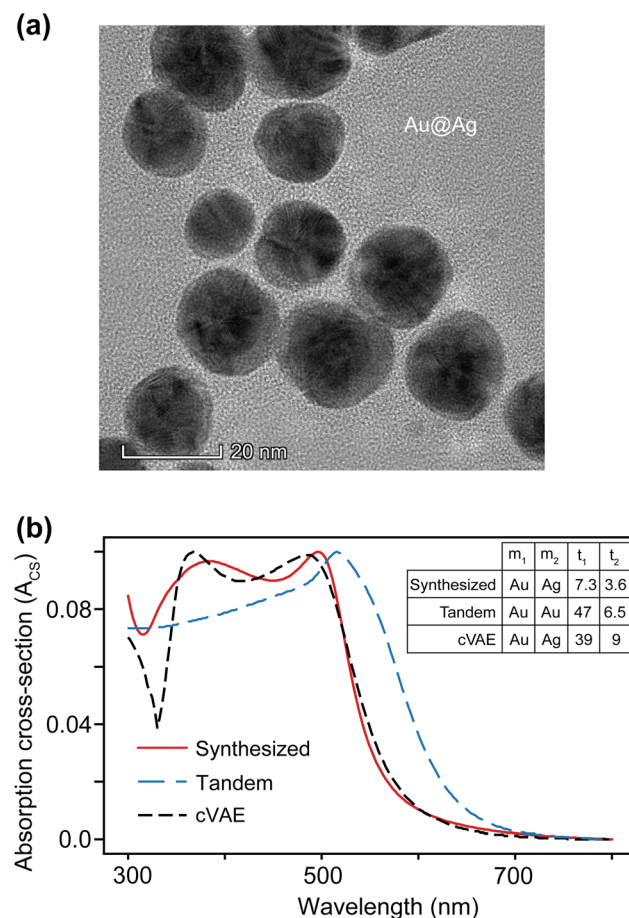 (a)
Au@Ag
20 nm
(b)
Absorption cross-section (A_CS)
0.08
0.04
0.0
m₁ m₂ t₁ t₂
Synthesized Au Ag 7.3 3.6
Tandem Au Au 47 6.5
cVAE Au Ag 39 9
Synthesized
Tandem
cVAE
300 500 700
Wavelength (nm)